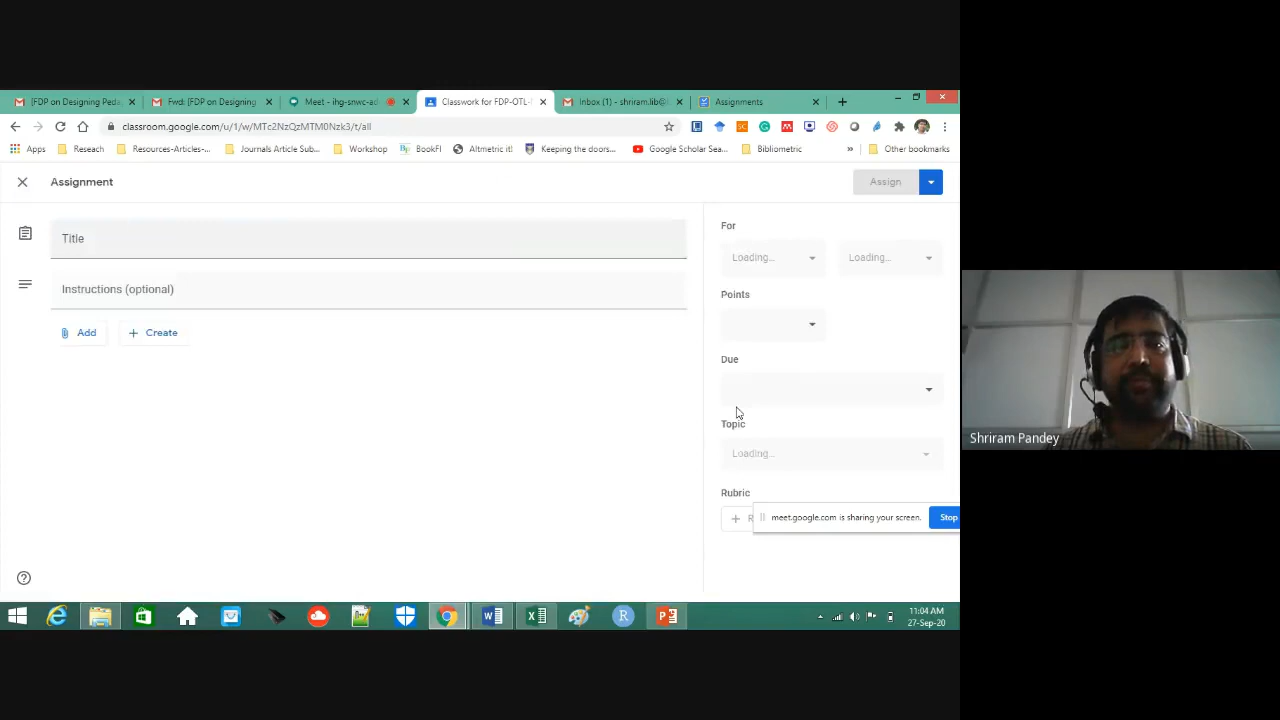 [FDP on Designing Peda
Fwd: [FDP on Designing
Meet - ihg-snwc-ad
Classwork for FDP-OTL-
Inbox (1) - shriram.lib@
Assignments
classroom.google.com/u/1/w/MTc2NzQzMTM0Nzk3/t/all
Apps
Reseach
Resources-Articles-...
Journals Article Sub...
Workshop
BookFI
Altmetric it!
Keeping the doors...
Google Scholar Sea...
Bibliometric
Other bookmarks
Assignment
Assign
Title
Instructions (optional)
Add
Create
For
Loading...
Loading...
Points
Due
Topic
Loading...
Rubric
meet.google.com is sharing your screen.
Stop
Shriram Pandey
11:04 AM
27-Sep-20